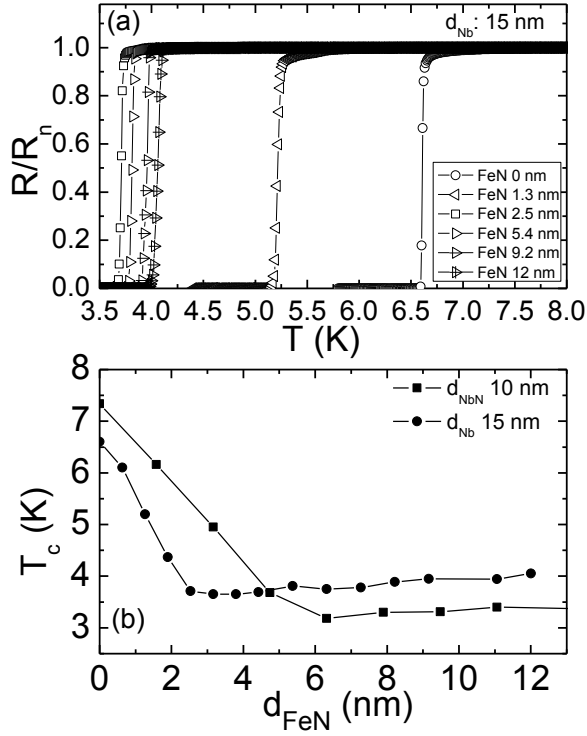 (a)
d_Nb: 15 nm
1.0
0.8
0.6
0.4
0.2
0.0
R/R_n
FeN 0 nm
FeN 1.3 nm
FeN 2.5 nm
FeN 5.4 nm
FeN 9.2 nm
FeN 12 nm
3.5 4.0 4.5 5.0 5.5 6.0 6.5 7.0 7.5 8.0
T (K)
8
7
6
5
4
3
2
T_c (K)
d_NbN 10 nm
d_Nb 15 nm
(b)
0 2 4 6 8 10 12
d_FeN (nm)